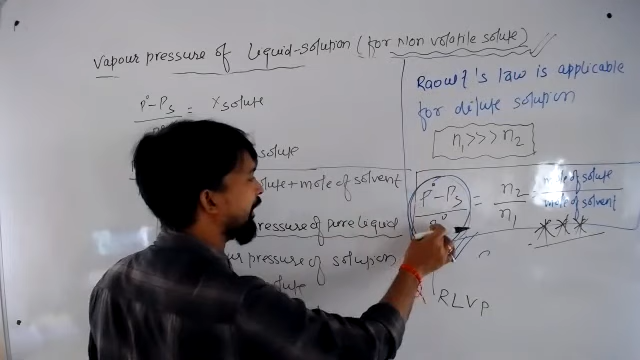 vapour pressure of liquid-solution (for non volatile solute)
P°-Ps = X solute
solute
solute + mole of solvent
pressure of pure liquid
pressure of solution
solute
Raoult's law is applicable
for dilute solution
n₁>>>n₂
P°-Ps / P° = n₂ / n₁ mole of solute / mole of solvent
RLVP